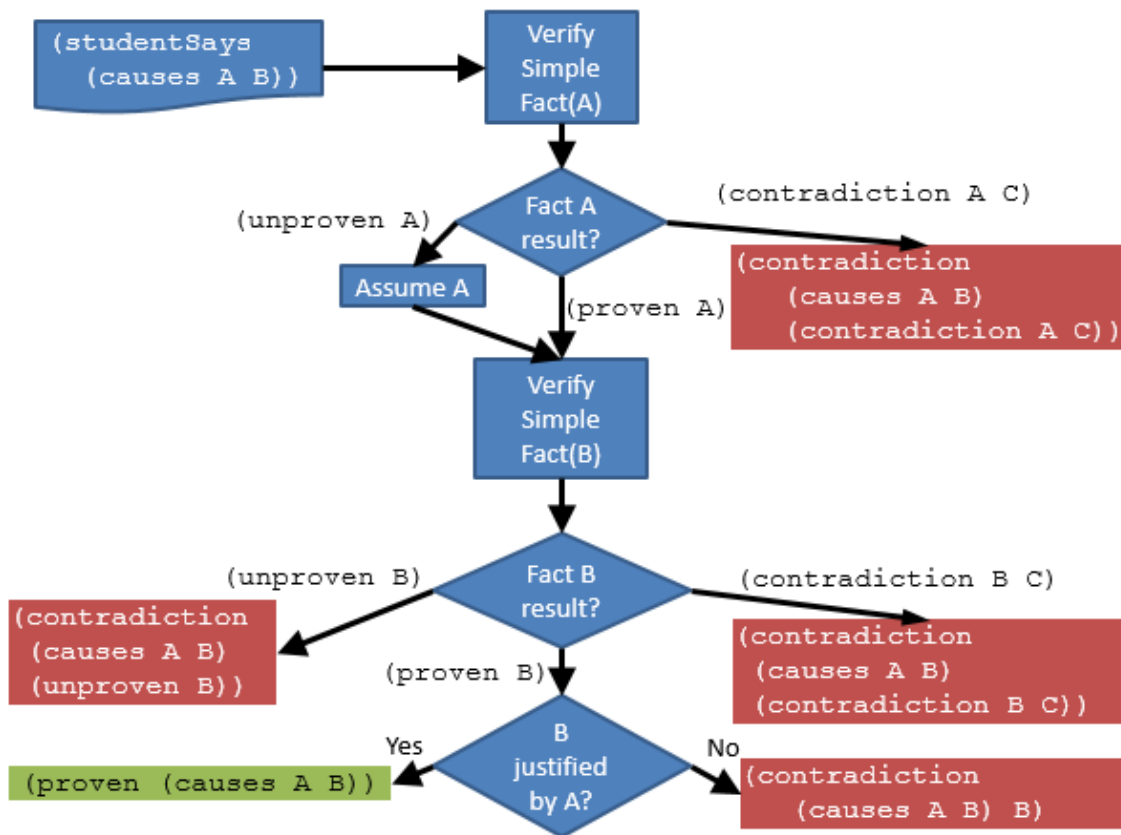 (studentSays
(causes A B))
Verify
Simple
Fact(A)
(unproven A)
Fact A
result?
(contradiction A C)
Assume A
(proven A)
(contradiction
(causes A B)
(contradiction A C))
Verify
Simple
Fact(B)
(unproven B)
Fact B
result?
(contradiction B C)
(contradiction
(causes A B)
(unproven B))
(proven B)
(contradiction
(causes A B)
(contradiction B C))
Yes
B
justified
by A?
No
(proven (causes A B))
(contradiction
(causes A B) B)